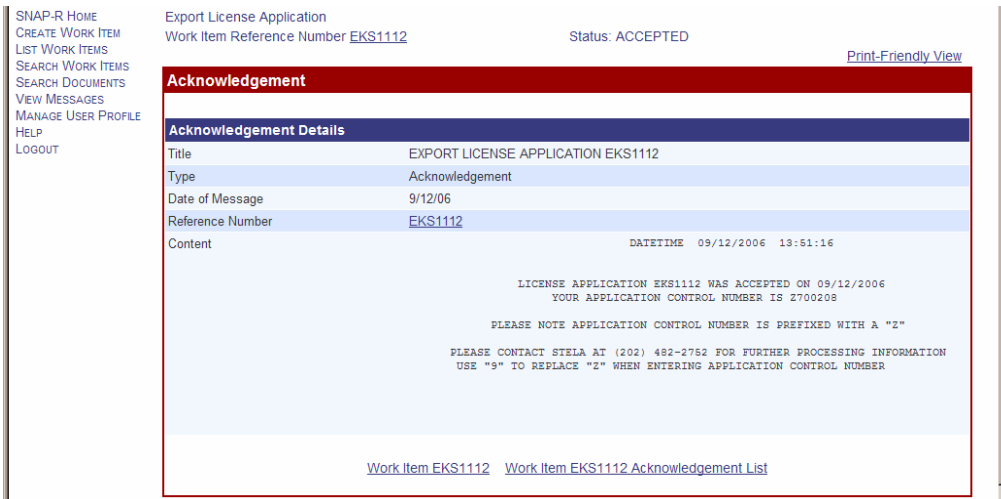 SNAP-R HOME
CREATE WORK ITEM
LIST WORK ITEMS
SEARCH WORK ITEMS
SEARCH DOCUMENTS
VIEW MESSAGES
MANAGE USER PROFILE
HELP
LOGOUT
Export License Application
Work Item Reference Number EKS1112 Status: ACCEPTED
Print-Friendly View
Acknowledgement
Acknowledgement Details
Title EXPORT LICENSE APPLICATION EKS1112
Type Acknowledgement
Date of Message 9/12/06
Reference Number EKS1112
Content DATETIME 09/12/2006 13:51:16
LICENSE APPLICATION EKS1112 WAS ACCEPTED ON 09/12/2006
YOUR APPLICATION CONTROL NUMBER IS Z700208
PLEASE NOTE APPLICATION CONTROL NUMBER IS PREFIXED WITH A "Z"
PLEASE CONTACT STELA AT (202) 482-2752 FOR FURTHER PROCESSING INFORMATION
USE "9" TO REPLACE "Z" WHEN ENTERING APPLICATION CONTROL NUMBER
Work Item EKS1112 Work Item EKS1112 Acknowledgement List